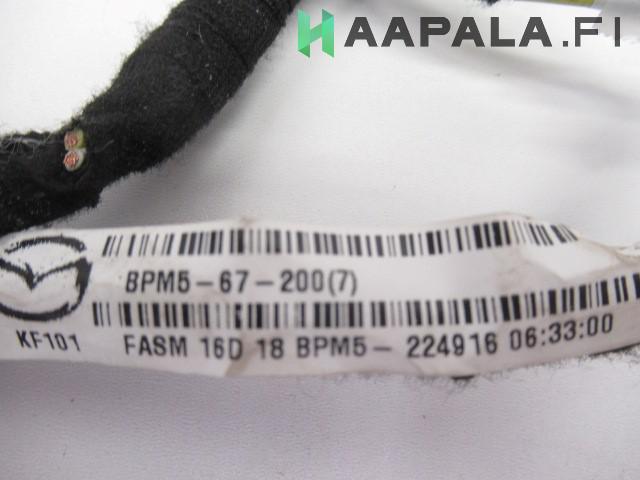 HAAPALA.FI
BPM5-67-200(7)
KF101 FASM 16D 18 BPM5- 224916 06:33:00